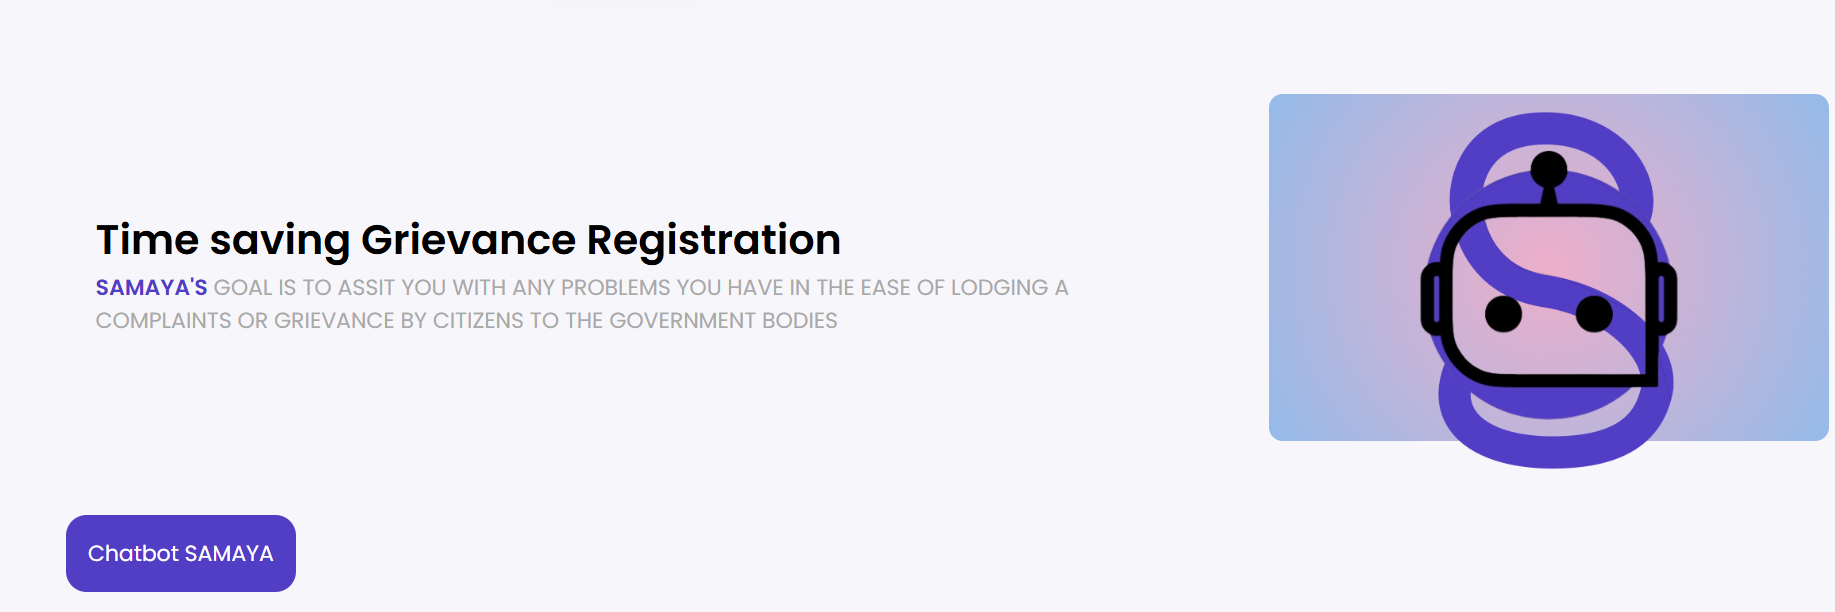 Time saving Grievance Registration
SAMAYA'S GOAL IS TO ASSIT YOU WITH ANY PROBLEMS YOU HAVE IN THE EASE OF LODGING A
COMPLAINTS OR GRIEVANCE BY CITIZENS TO THE GOVERNMENT BODIES
Chatbot SAMAYA